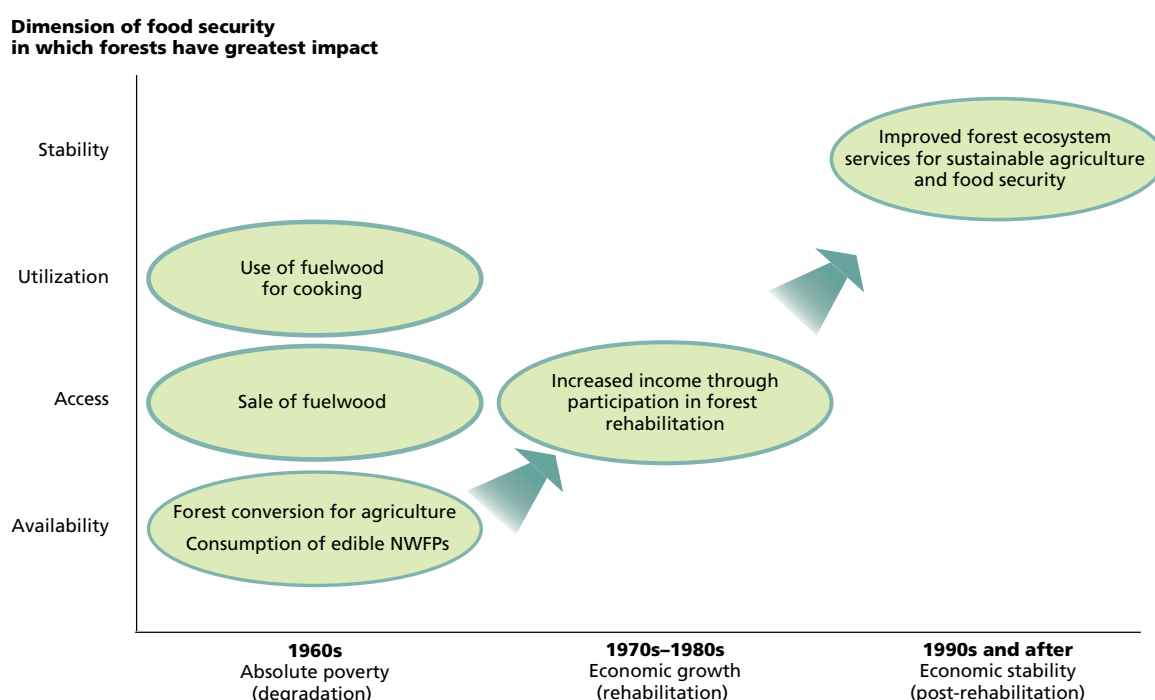 Dimension of food security
in which forests have greatest impact
Stability
Improved forest ecosystem
services for sustainable agriculture
and food security
Utilization
Use of fuelwood
for cooking
Access
Sale of fuelwood
Increased income through
participation in forest
rehabilitation
Availability
Forest conversion for agriculture
Consumption of edible NWFPs
1960s
Absolute poverty
(degradation)
1970s–1980s
Economic growth
(rehabilitation)
1990s and after
Economic stability
(post-rehabilitation)